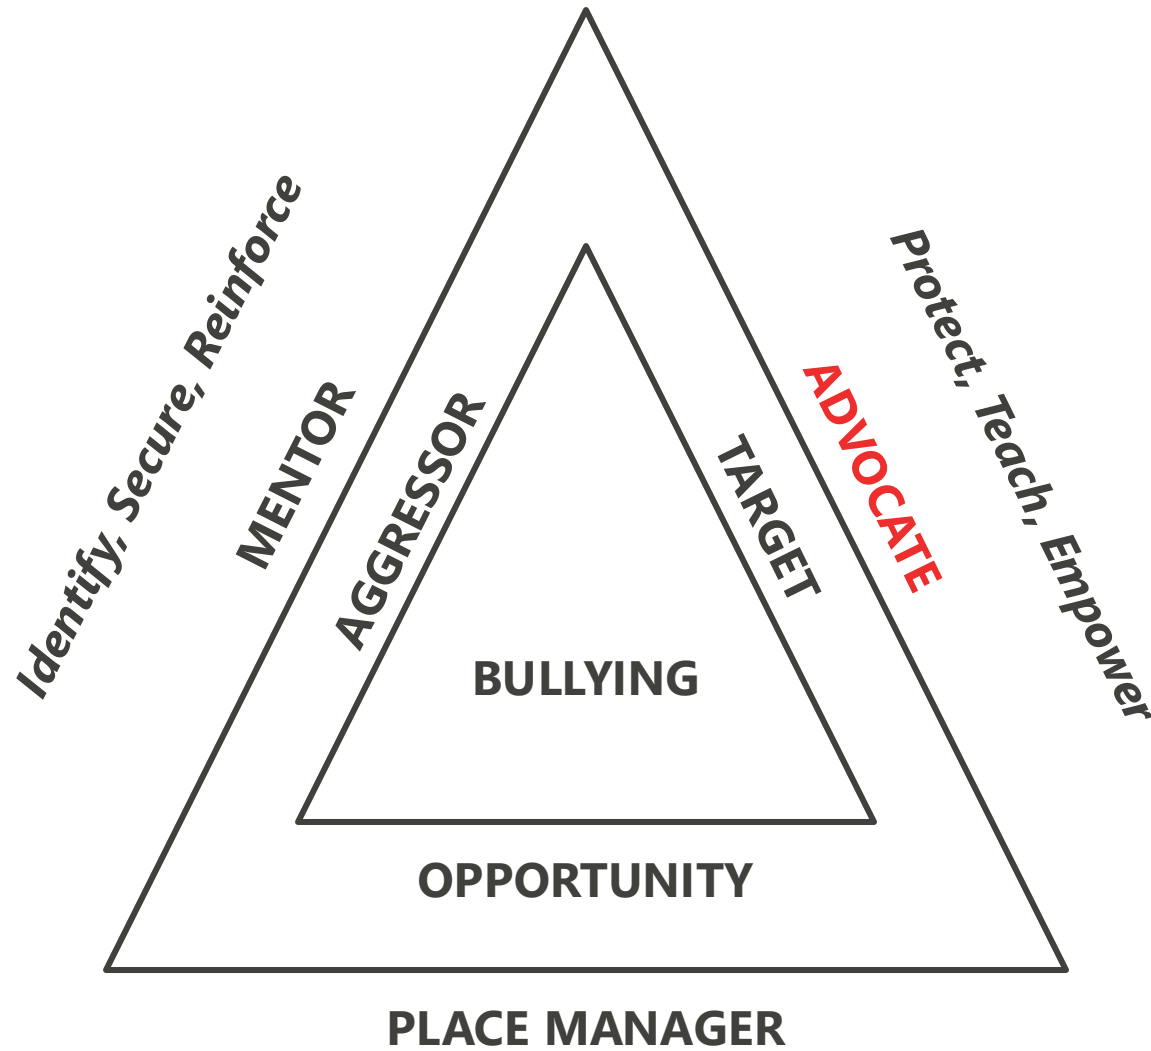 Identify, Secure, Reinforce
MENTOR
AGGRESSOR
BULLYING
TARGET
ADVOCATE
Protect, Teach, Empower
OPPORTUNITY
PLACE MANAGER